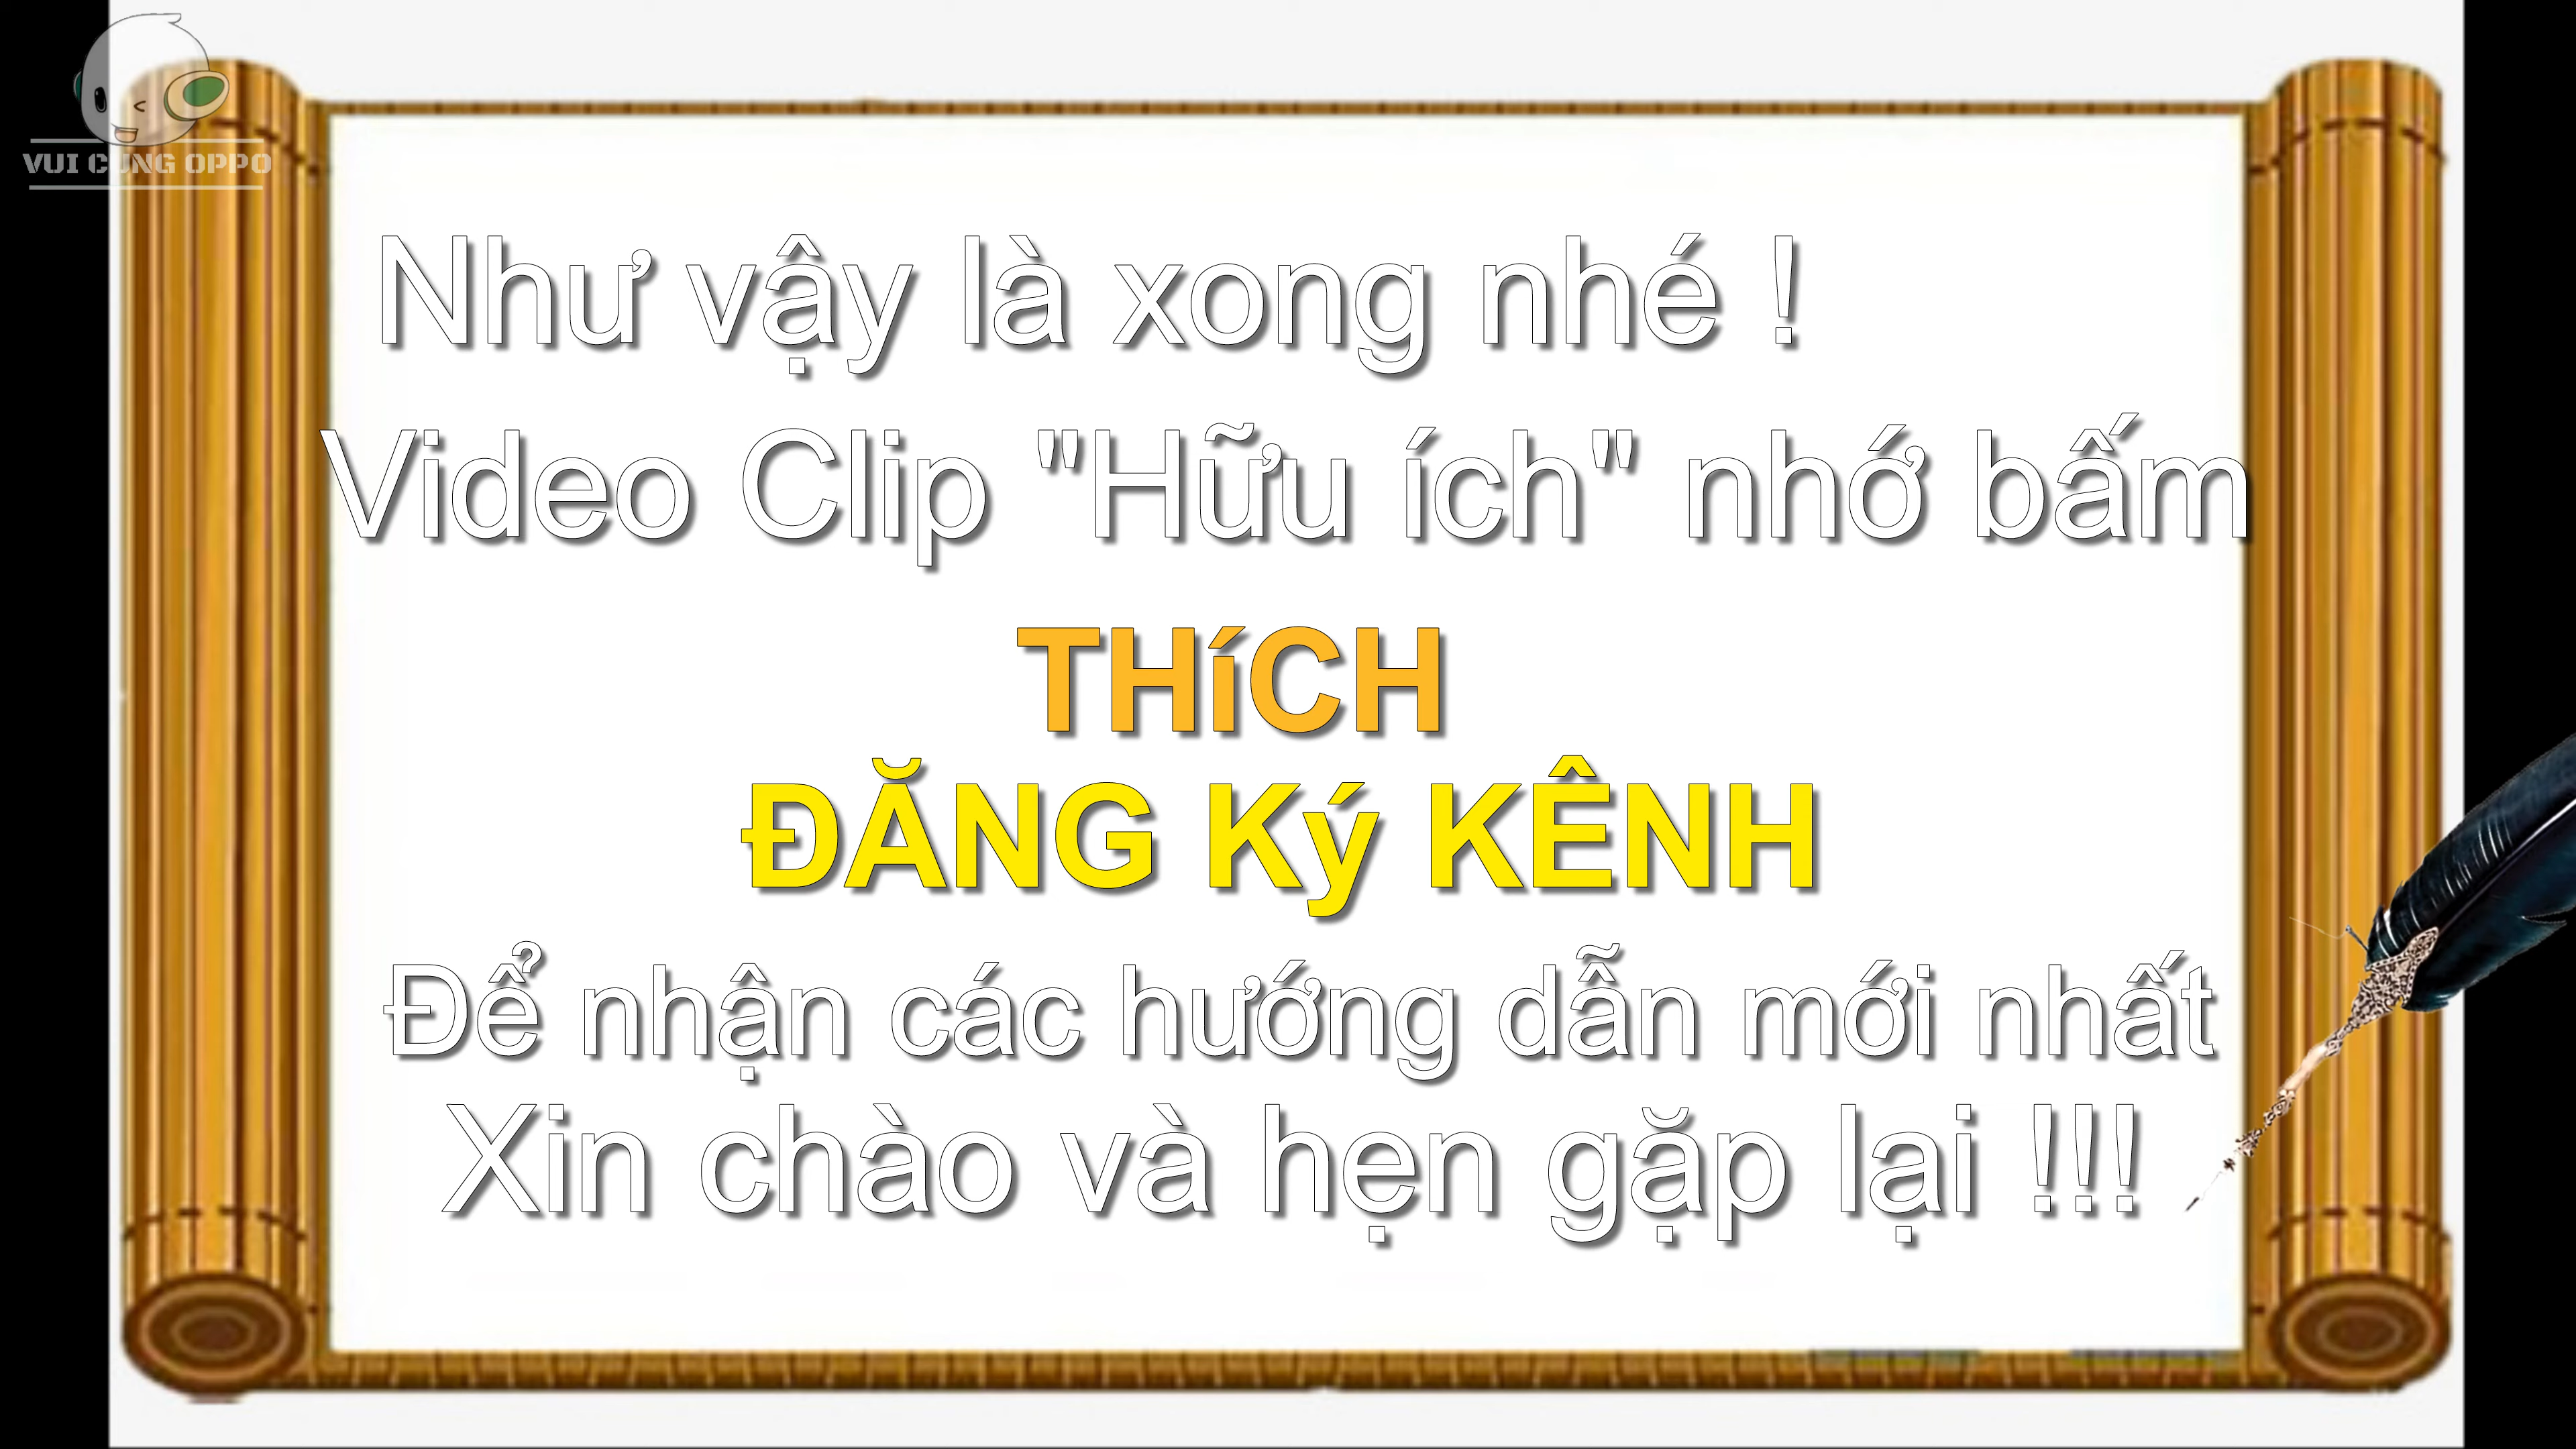 VUI CÙNG OPPO
Như vậy là xong nhé !
Video Clip "Hữu ích" nhớ bấm
THíCH
ĐĂNG Ký KÊNH
Để nhận các hướng dẫn mới nhất
Xin chào và hẹn gặp lại !!!